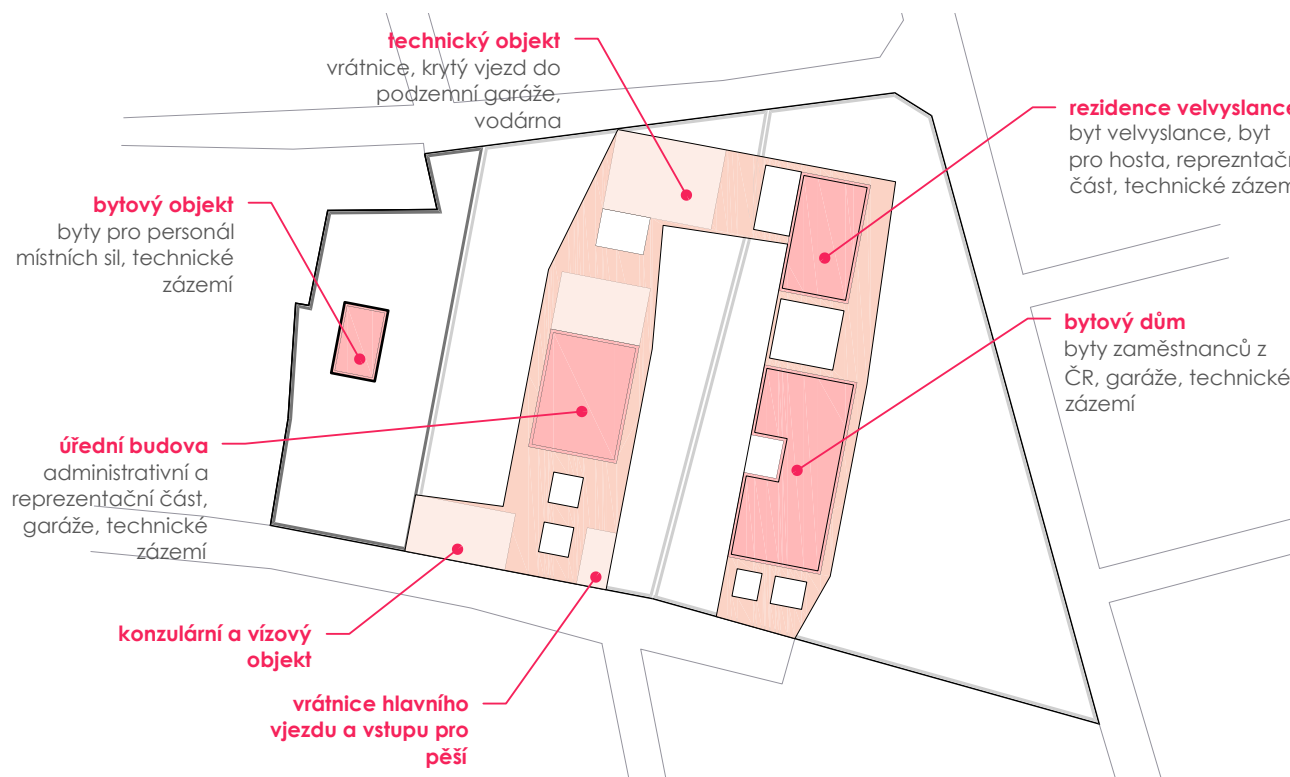 technický objekt
vrátnice, krytý vjezd do
podzemní garáže,
vodárna
rezidence velvyslance
byt velvyslance, byt
pro hosta, reprezntačn
část, technické zázem
bytový objekt
byty pro personál
místních sil, technické
zázemí
bytový dům
byty zaměstnanců z
ČR, garáže, technické
zázemí
úřední budova
administrativní a
reprezentační část,
garáže, technické
zázemí
konzulární a vízový
objekt
vrátnice hlavního
vjezdu a vstupu pro
pěší